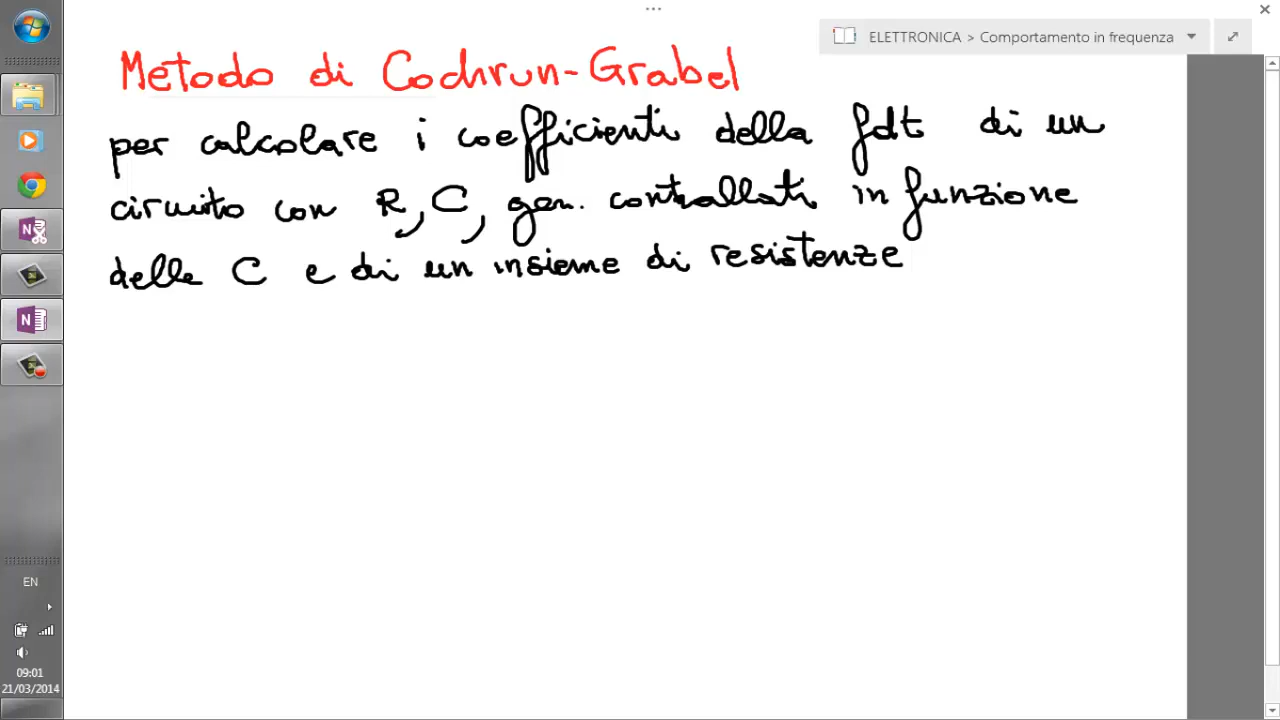 ...
ELETTRONICA > Comportamento in frequenza
Metodo di Cochrun-Grabel
per calcolare i coefficienti della fdt di un
circuito con R, C, gen. controllati in funzione
delle C e di un insieme di resistenze
EN
09:01
21/03/2014